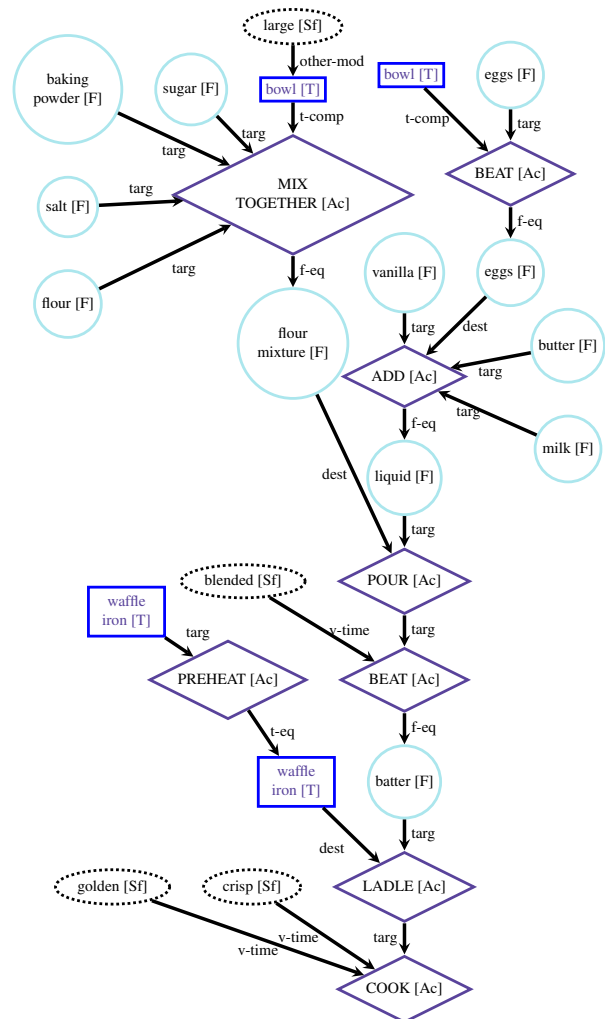 large [Sf]
other-mod
baking
powder [F]
sugar [F]
bowl [T]
bowl [T]
eggs [F]
t-comp
t-comp
targ
targ
targ
MIX
TOGETHER [Ac]
BEAT [Ac]
salt [F]
targ
f-eq
flour [F]
targ
f-eq
vanilla [F]
eggs [F]
flour
mixture [F]
targ
dest
butter [F]
ADD [Ac]
targ
targ
f-eq
milk [F]
dest
liquid [F]
targ
blended [Sf]
POUR [Ac]
waffle
iron [T]
targ
v-time
targ
PREHEAT [Ac]
BEAT [Ac]
t-eq
f-eq
waffle
iron [T]
batter [F]
dest
targ
golden [Sf]
crisp [Sf]
LADLE [Ac]
v-time
v-time
targ
COOK [Ac]